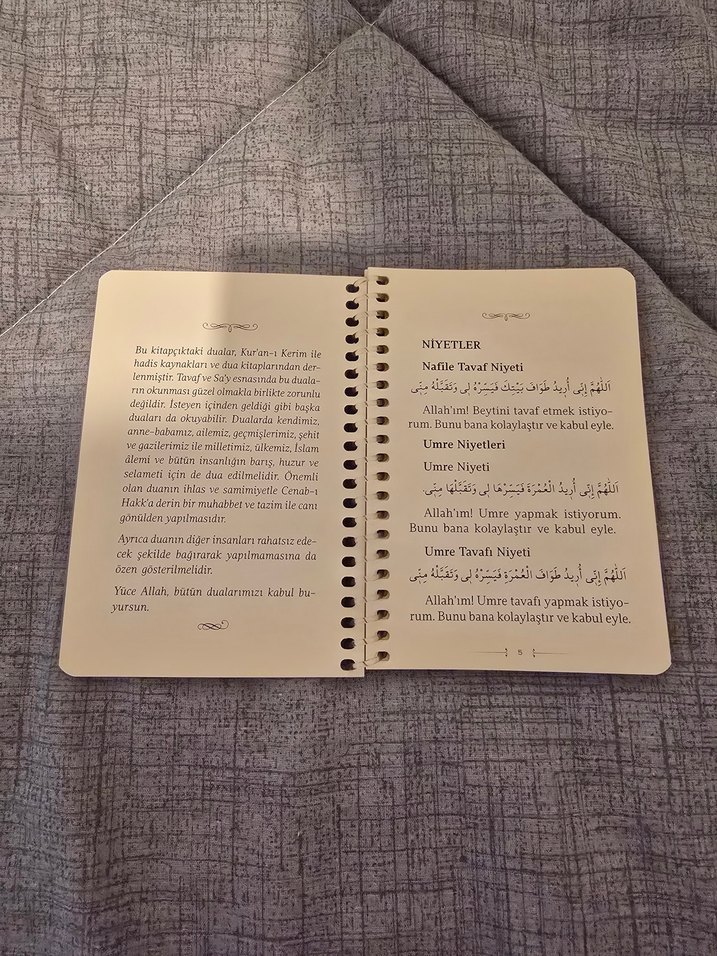 Bu kitapçıktaki dualar, Kur'an-ı Kerim ile
hadis kaynakları ve dua kitaplarından der-
lenmiştir. Tavaf ve Sa'y esnasında bu duala-
rın okunması güzel olmakla birlikte zorunlu
değildir. İsteyen içinden geldiği gibi başka
duaları da okuyabilir. Dualarda kendimiz,
anne-babamız, ailemiz, geçmişlerimiz, şehit
ve gazilerimiz ile milletimiz, ülkemiz, İslam
âlemi ve bütün insanlığın barış, huzur ve
selameti için de dua edilmelidir. Önemli
olan duanın ihlas ve samimiyetle Cenab-ı
Hakk'a derin bir muhabbet ve tazim ile canı
gönülden yapılmasıdır.
Ayrıca duanın diğer insanları rahatsız ede-
cek şekilde bağırarak yapılmamasına da
özen gösterilmelidir.
Yüce Allah, bütün dualarımızı kabul bu-
yursun.
NİYETLER
Nafile Tavaf Niyeti
اَللّٰهُمَّ اِنّٖى اُرٖيدُ طَوَافَ بَيْتِكَ فَيَسِّرْهُ لٖى وَتَقَبَّلْهُ مِنّٖى
Allah'ım! Beytini tavaf etmek istiyo-
rum. Bunu bana kolaylaştır ve kabul eyle.
Umre Niyetleri
Umre Niyeti
اَللّٰهُمَّ اِنّٖى اُرٖيدُ الْعُمْرَةَ فَيَسِّرْهَا لٖى وَتَقَبَّلْهَا مِنّٖى.
Allah'ım! Umre yapmak istiyorum.
Bunu bana kolaylaştır ve kabul eyle.
Umre Tavafı Niyeti
اَللّٰهُمَّ اِنّٖى اُرٖيدُ طَوَافَ الْعُمْرَةِ فَيَسِّرْهُ لٖى وَتَقَبَّلْهُ مِنّٖى
Allah'ım! Umre tavafı yapmak istiyo-
rum. Bunu bana kolaylaştır ve kabul eyle.
5